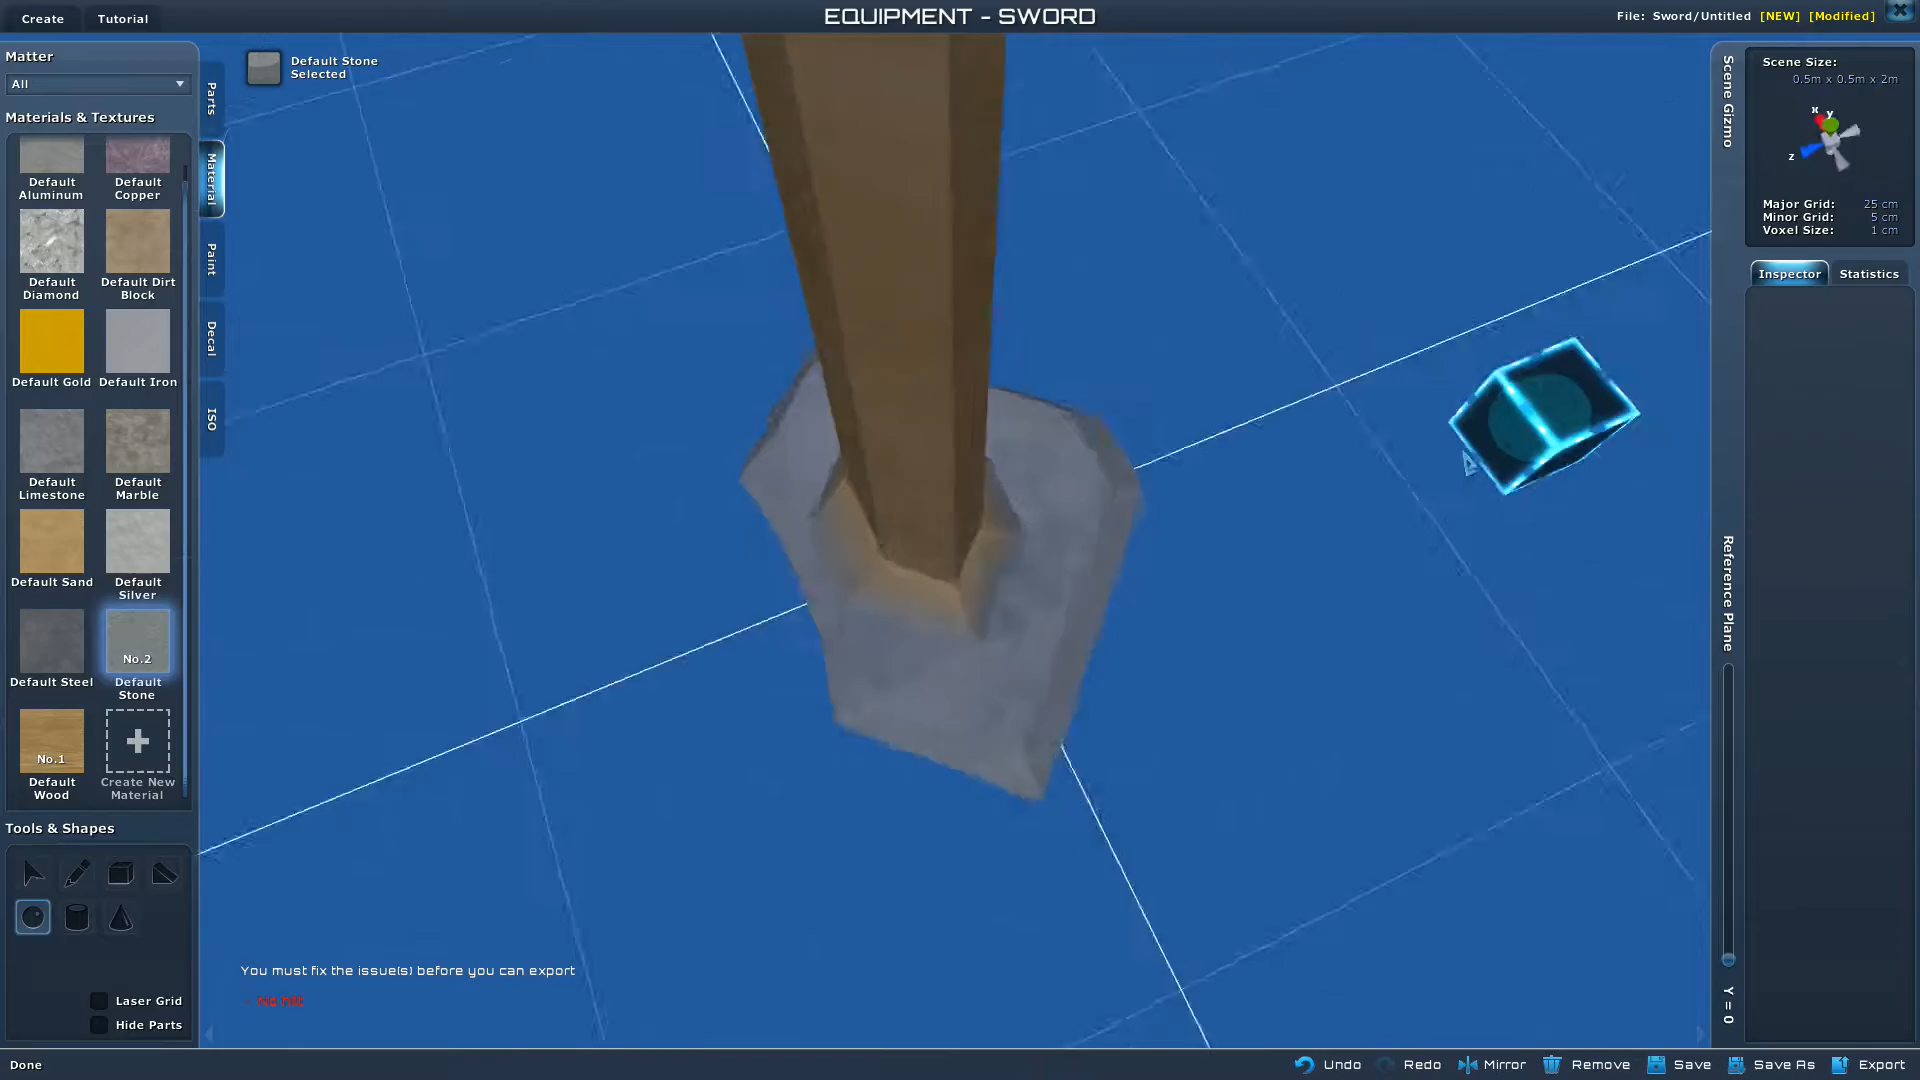 Create
Tutorial
EQUIPMENT - SWORD
File: Sword/Untitled [NEW] [Modified]
Matter
All
Materials & Textures
Default Aluminum
Default Copper
Default Diamond
Default Dirt Block
Default Gold
Default Iron
Default Limestone
Default Marble
Default Sand
Default Silver
Default Steel
No.2
Default Stone
No.1
Default Wood
Create New Material
Tools & Shapes
Laser Grid
Hide Parts
Parts
Material
Paint
Decal
ISO
Default Stone
Selected
You must fix the issue(s) before you can export
- No hilt
Scene Gizmo
Reference Plane
Y = 0
Scene Size:
0.5m x 0.5m x 2m
x
y
z
Major Grid: 25 cm
Minor Grid: 5 cm
Voxel Size: 1 cm
Inspector
Statistics
Done
Undo
Redo
Mirror
Remove
Save
Save As
Export